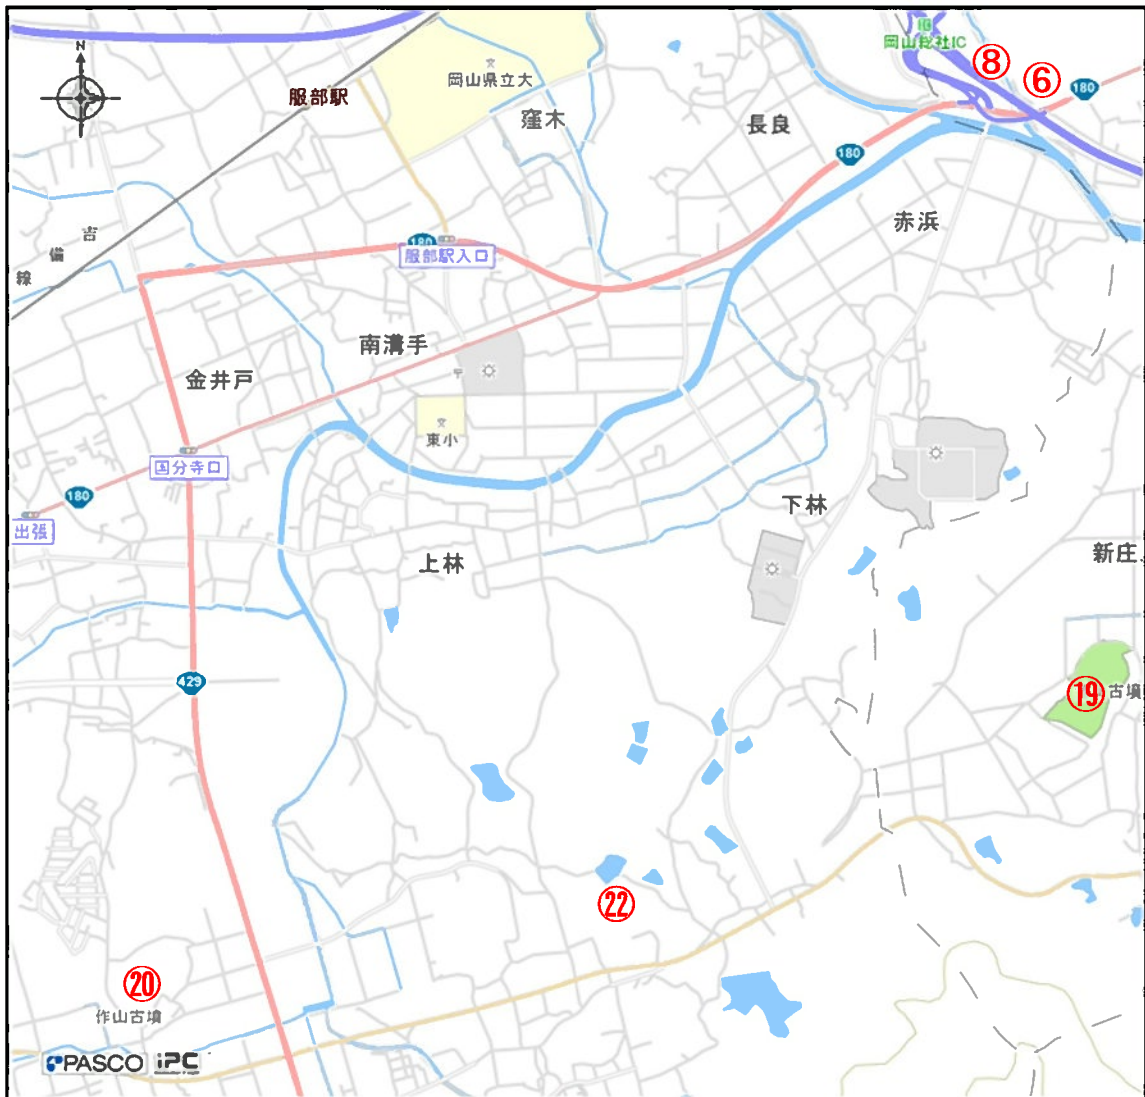 N
岡山総社IC
⑧
⑥
180
岡山県立大
服部駅
窪木
長良
180
赤浜
吉
備
線
180
服部駅入口
南溝手
金井戸
東小
国分寺口
180
出張
下林
上林
新庄
429
⑲
古墳
㉒
⑳
作山古墳
PASCO iPC